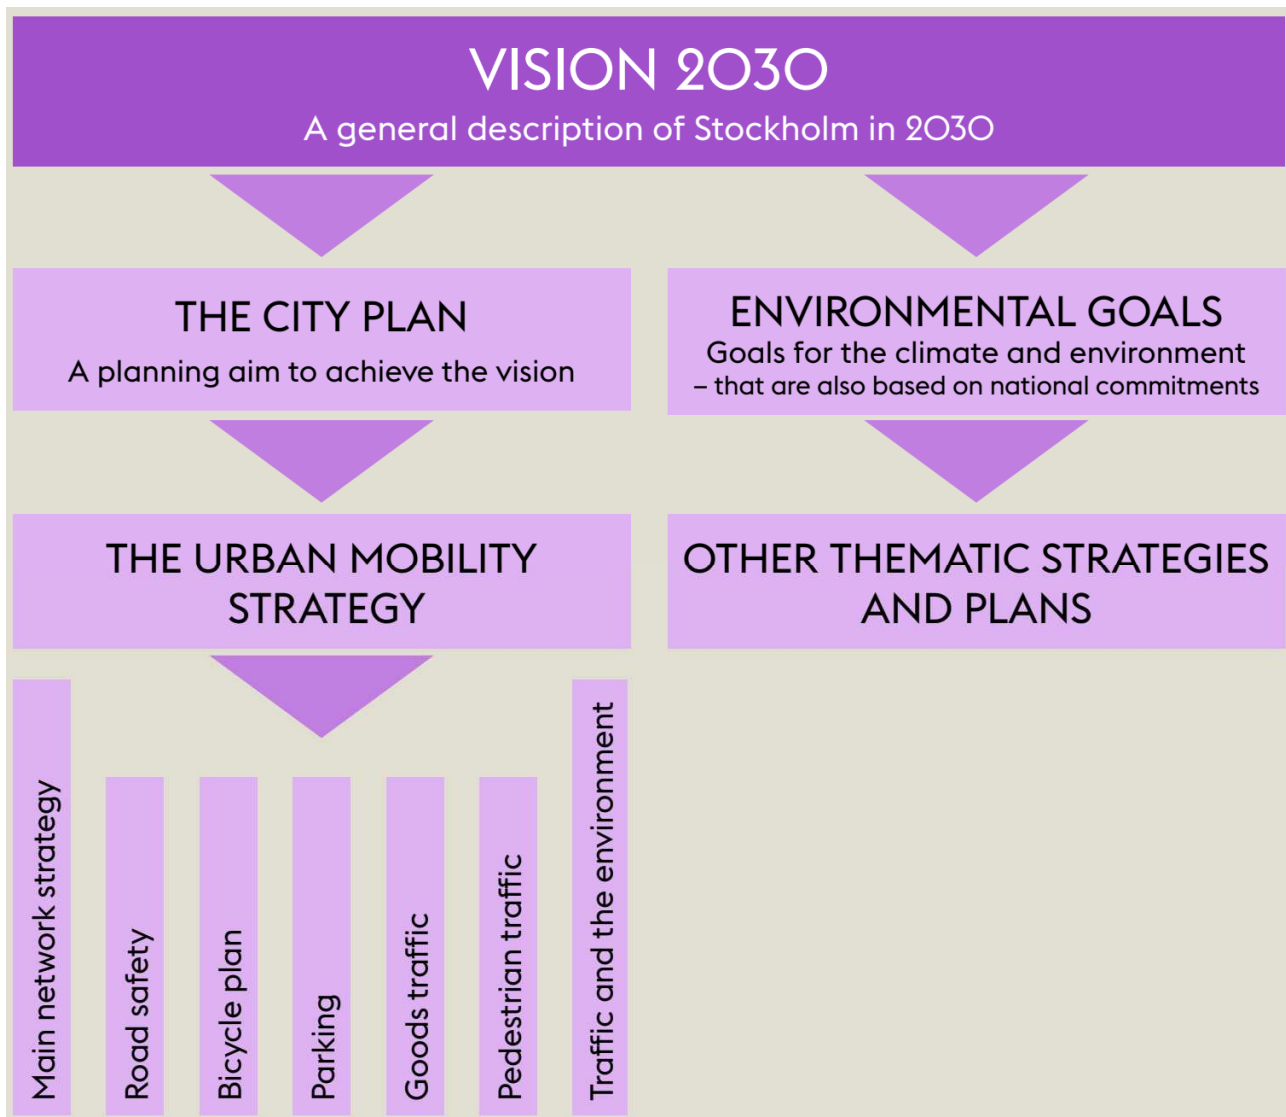 VISION 2030
A general description of Stockholm in 2030
THE CITY PLAN
A planning aim to achieve the vision
ENVIRONMENTAL GOALS
Goals for the climate and environment
– that are also based on national commitments
THE URBAN MOBILITY
STRATEGY
OTHER THEMATIC STRATEGIES
AND PLANS
Main network strategy
Road safety
Bicycle plan
Parking
Goods traffic
Pedestrian traffic
Traffic and the environment